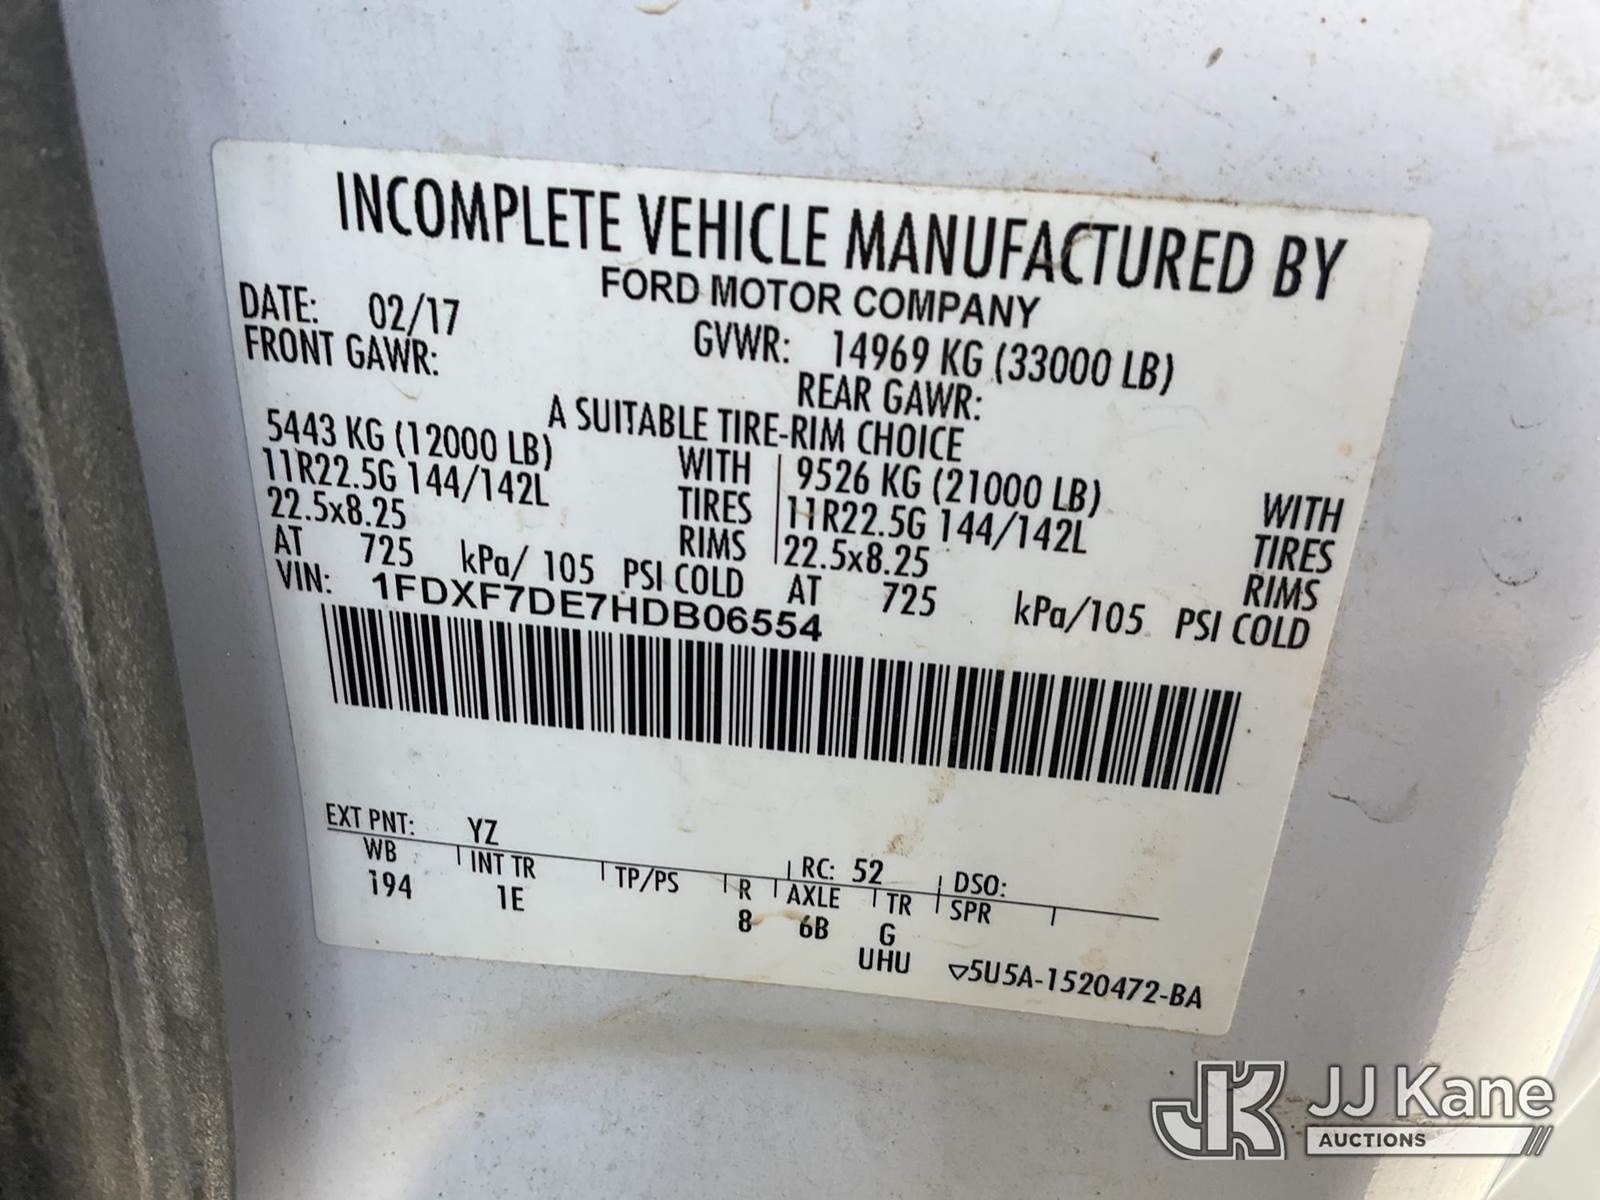 INCOMPLETE VEHICLE MANUFACTURED BY
FORD MOTOR COMPANY
DATE: 02/17 GVWR: 14969 KG (33000 LB)
FRONT GAWR: REAR GAWR:
A SUITABLE TIRE-RIM CHOICE
5443 KG (12000 LB) WITH 9526 KG (21000 LB) WITH
11R22.5G 144/142L TIRES 11R22.5G 144/142L TIRES
22.5x8.25 RIMS 22.5x8.25 RIMS
AT 725 kPa/ 105 PSI COLD AT 725 kPa/105 PSI COLD
VIN: 1FDXF7DE7HDB06554
EXT PNT: YZ RC: 52 DSO:
WB INT TR TP/PS R AXLE TR SPR
194 1E 8 6B G
UHU ▽5U5A-1520472-BA
JK JJ Kane
AUCTIONS